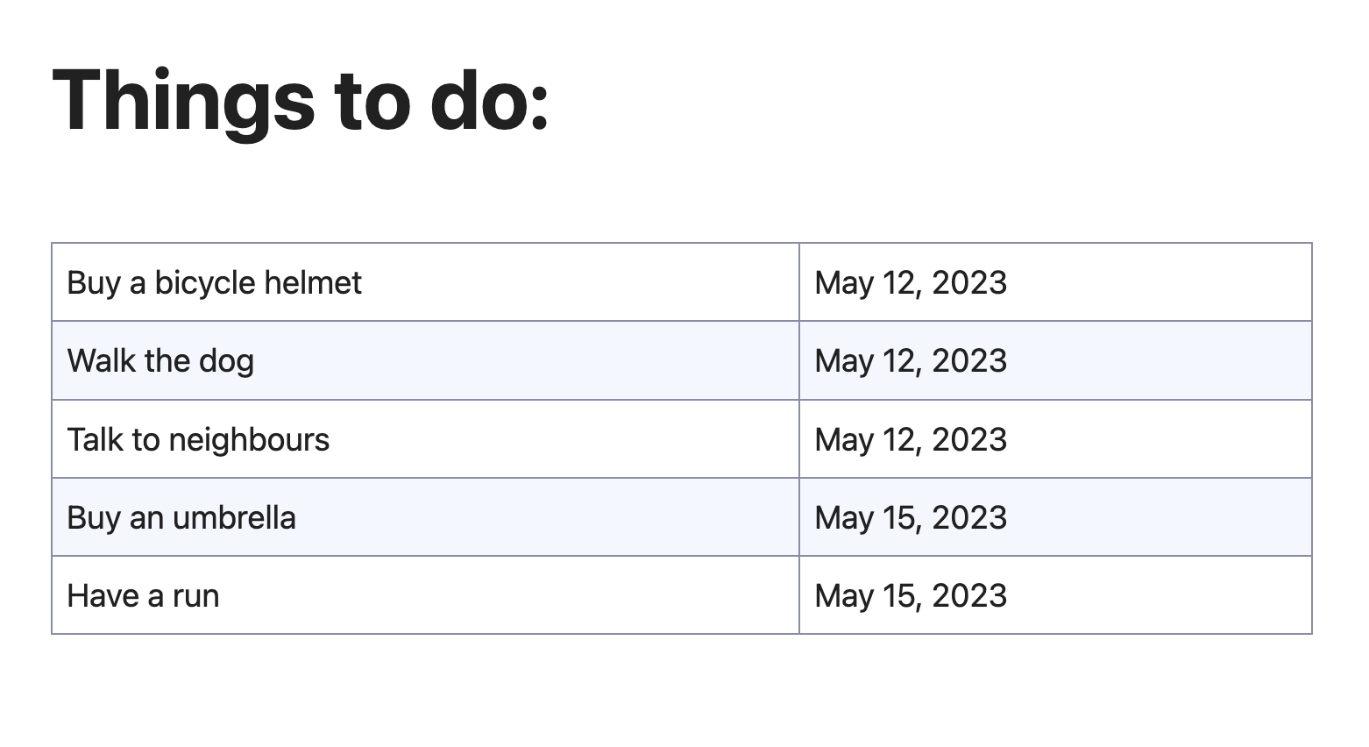 Things to do:
Buy a bicycle helmet May 12, 2023
Walk the dog May 12, 2023
Talk to neighbours May 12, 2023
Buy an umbrella May 15, 2023
Have a run May 15, 2023